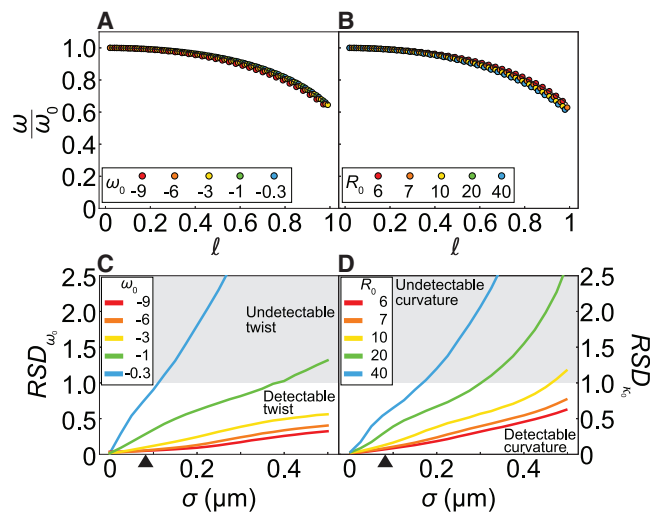 A
B
ω
ω₀
1.0
0.8
0.6
0.4
0.2
0
ω₀
-9 -6 -3 -1 -0.3
R₀
6 7 10 20 40
0 0.2 0.4 0.6 0.8 1 0 0.2 0.4 0.6 0.8 1
ℓ ℓ
C
D
2.5
2.0
1.5
1.0
0.5
0
RSD_ω₀
ω₀
-9
-6
-3
-1
-0.3
Undetectable
twist
Detectable
twist
R₀
6
7
10
20
40
Undetectable
curvature
Detectable
curvature
2.5
2.0
1.5
1.0
0.5
0
RSD_κ₀
0 0.2 0.4 0 0.2 0.4
σ (μm) σ (μm)